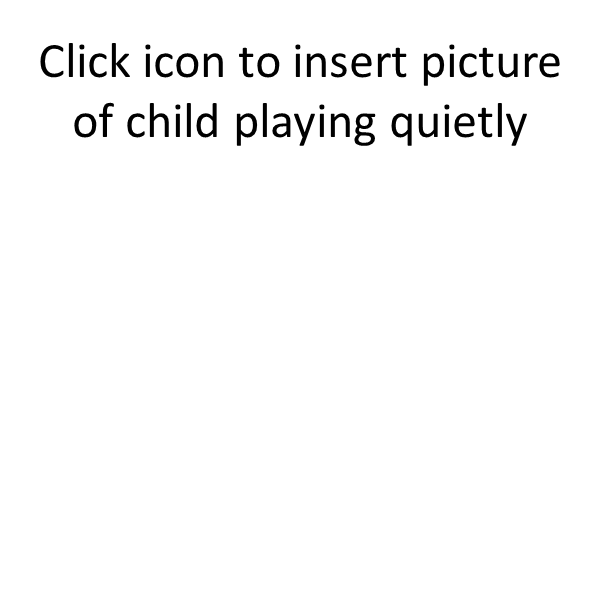 Click icon to insert picture
of child playing quietly